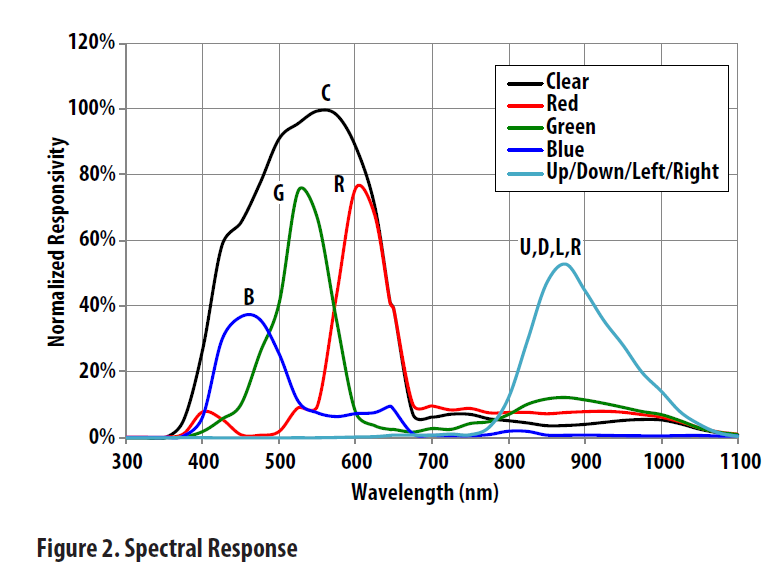 120%
100%
80%
60%
40%
20%
0%
Normalized Responsivity
C
G
R
B
U,D,L,R
Clear
Red
Green
Blue
Up/Down/Left/Right
300 400 500 600 700 800 900 1000 1100
Wavelength (nm)
Figure 2. Spectral Response